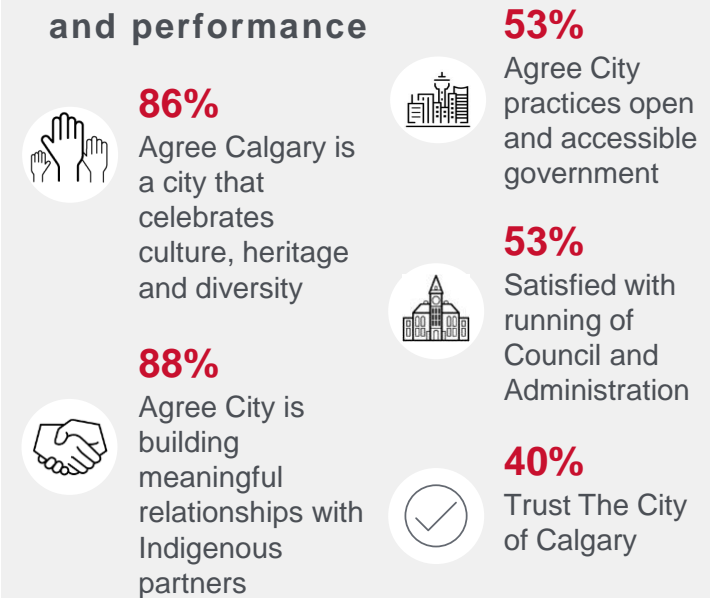 and performance
86%
Agree Calgary is
a city that
celebrates
culture, heritage
and diversity
88%
Agree City is
building
meaningful
relationships with
Indigenous
partners
53%
Agree City
practices open
and accessible
government
53%
Satisfied with
running of
Council and
Administration
40%
Trust The City
of Calgary